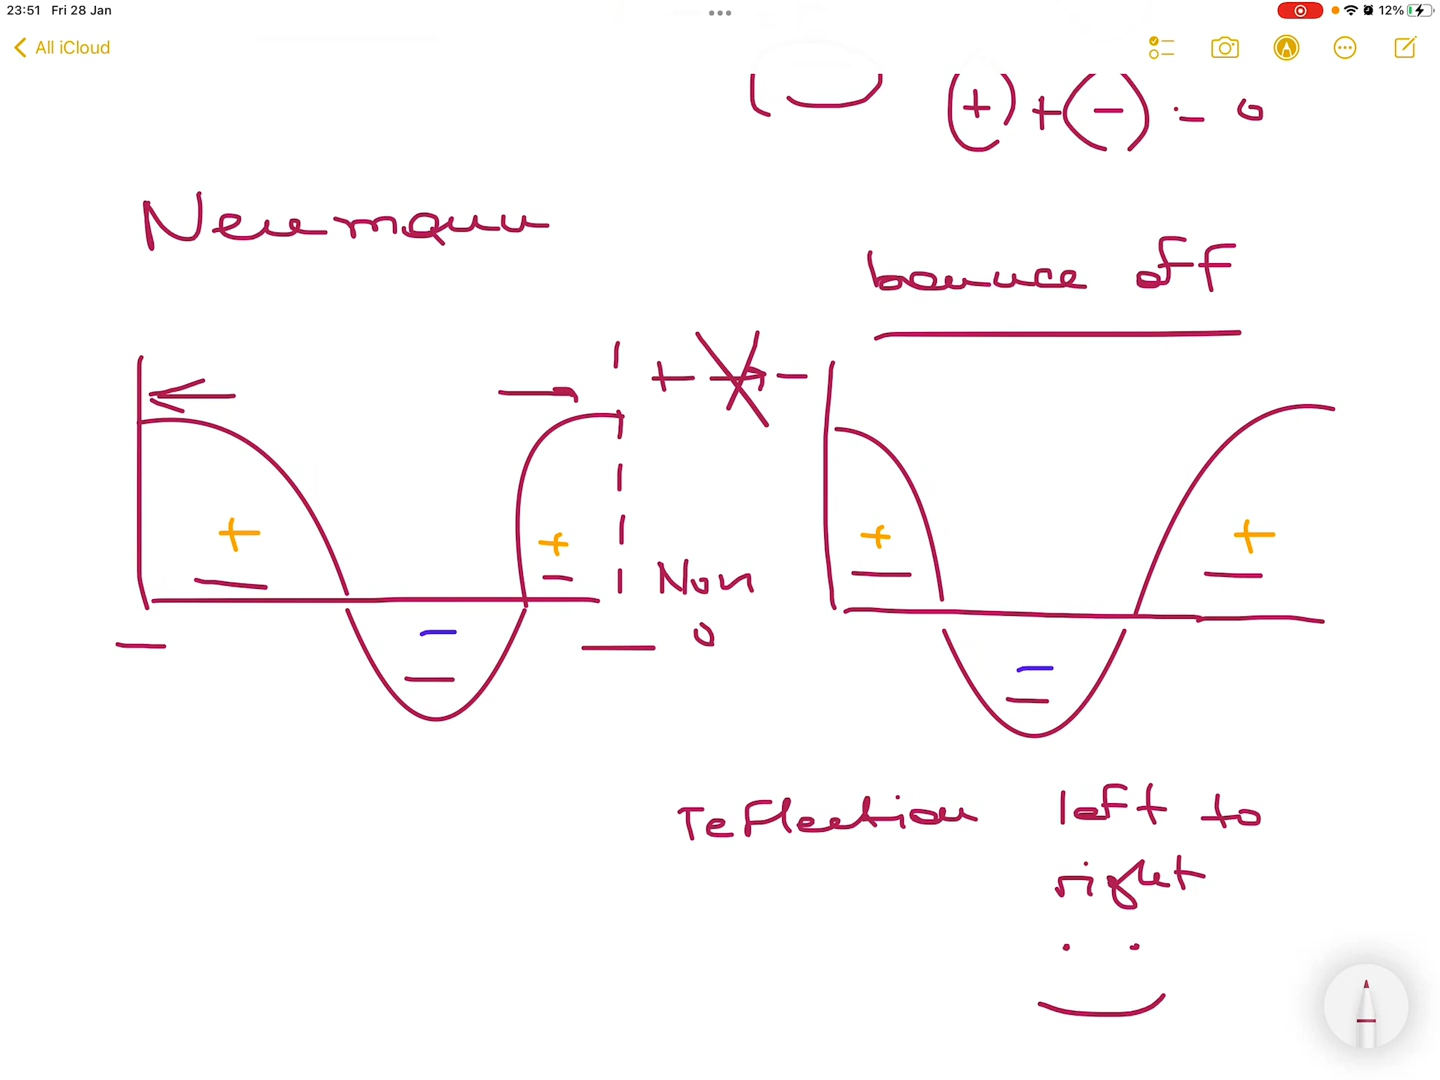 23:51 Fri 28 Jan
12%
All iCloud
(+) + (-) = 0
Neumann
bounce off
+ -
+ + + +
Non
0
- -
reflection left to
right